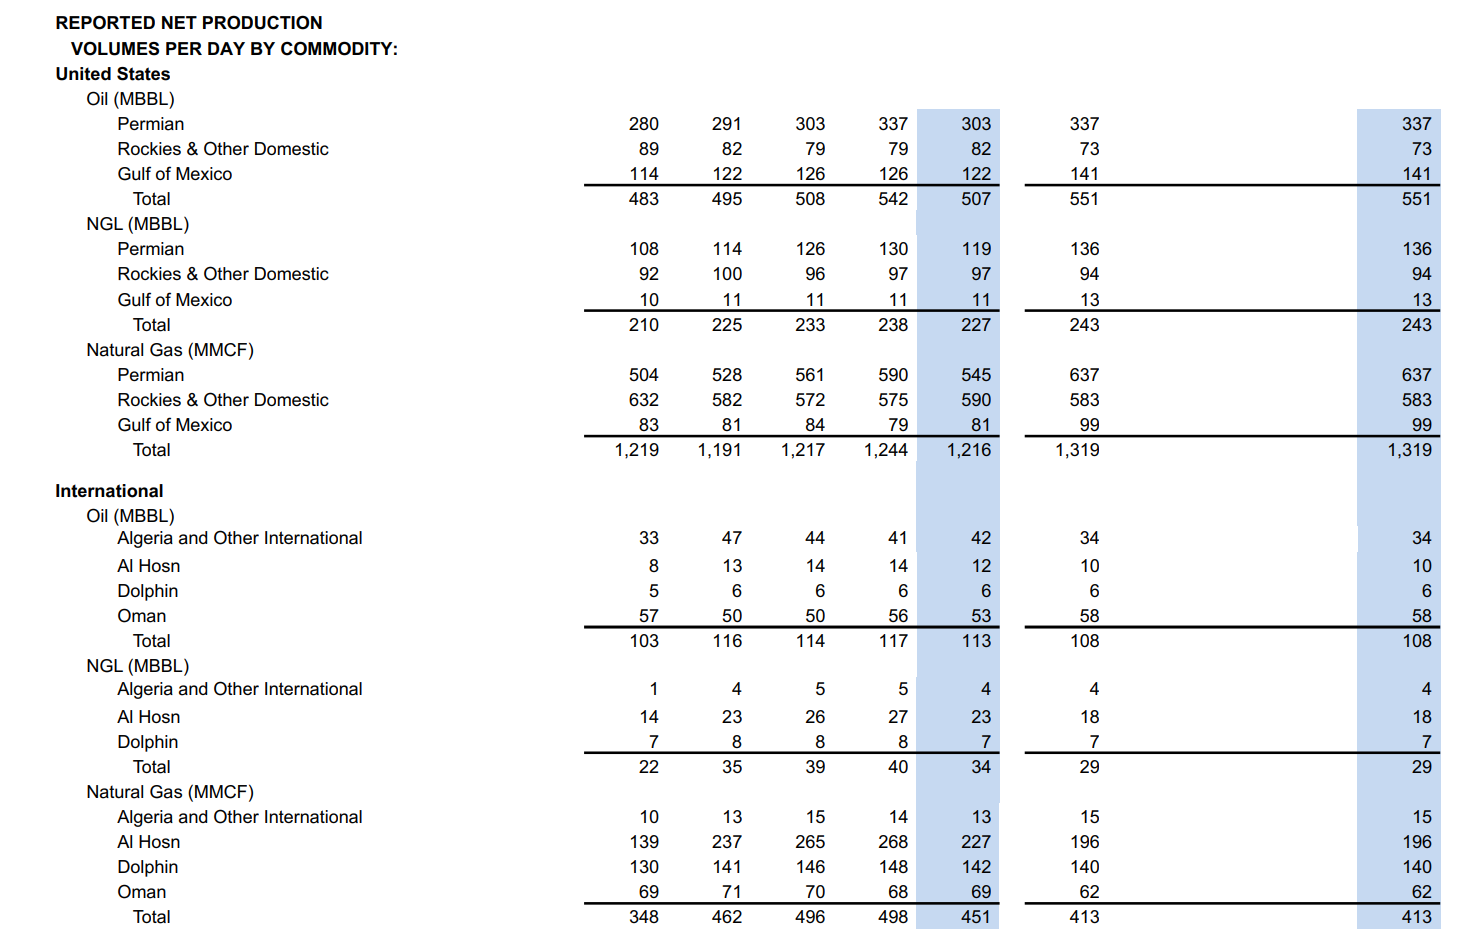 REPORTED NET PRODUCTION
VOLUMES PER DAY BY COMMODITY:
United States
Oil (MBBL)
Permian 280 291 303 337 303 337 337
Rockies & Other Domestic 89 82 79 79 82 73 73
Gulf of Mexico 114 122 126 126 122 141 141
Total 483 495 508 542 507 551 551
NGL (MBBL)
Permian 108 114 126 130 119 136 136
Rockies & Other Domestic 92 100 96 97 97 94 94
Gulf of Mexico 10 11 11 11 11 13 13
Total 210 225 233 238 227 243 243
Natural Gas (MMCF)
Permian 504 528 561 590 545 637 637
Rockies & Other Domestic 632 582 572 575 590 583 583
Gulf of Mexico 83 81 84 79 81 99 99
Total 1,219 1,191 1,217 1,244 1,216 1,319 1,319
International
Oil (MBBL)
Algeria and Other International 33 47 44 41 42 34 34
Al Hosn 8 13 14 14 12 10 10
Dolphin 5 6 6 6 6 6 6
Oman 57 50 50 56 53 58 58
Total 103 116 114 117 113 108 108
NGL (MBBL)
Algeria and Other International 1 4 5 5 4 4 4
Al Hosn 14 23 26 27 23 18 18
Dolphin 7 8 8 8 7 7 7
Total 22 35 39 40 34 29 29
Natural Gas (MMCF)
Algeria and Other International 10 13 15 14 13 15 15
Al Hosn 139 237 265 268 227 196 196
Dolphin 130 141 146 148 142 140 140
Oman 69 71 70 68 69 62 62
Total 348 462 496 498 451 413 413